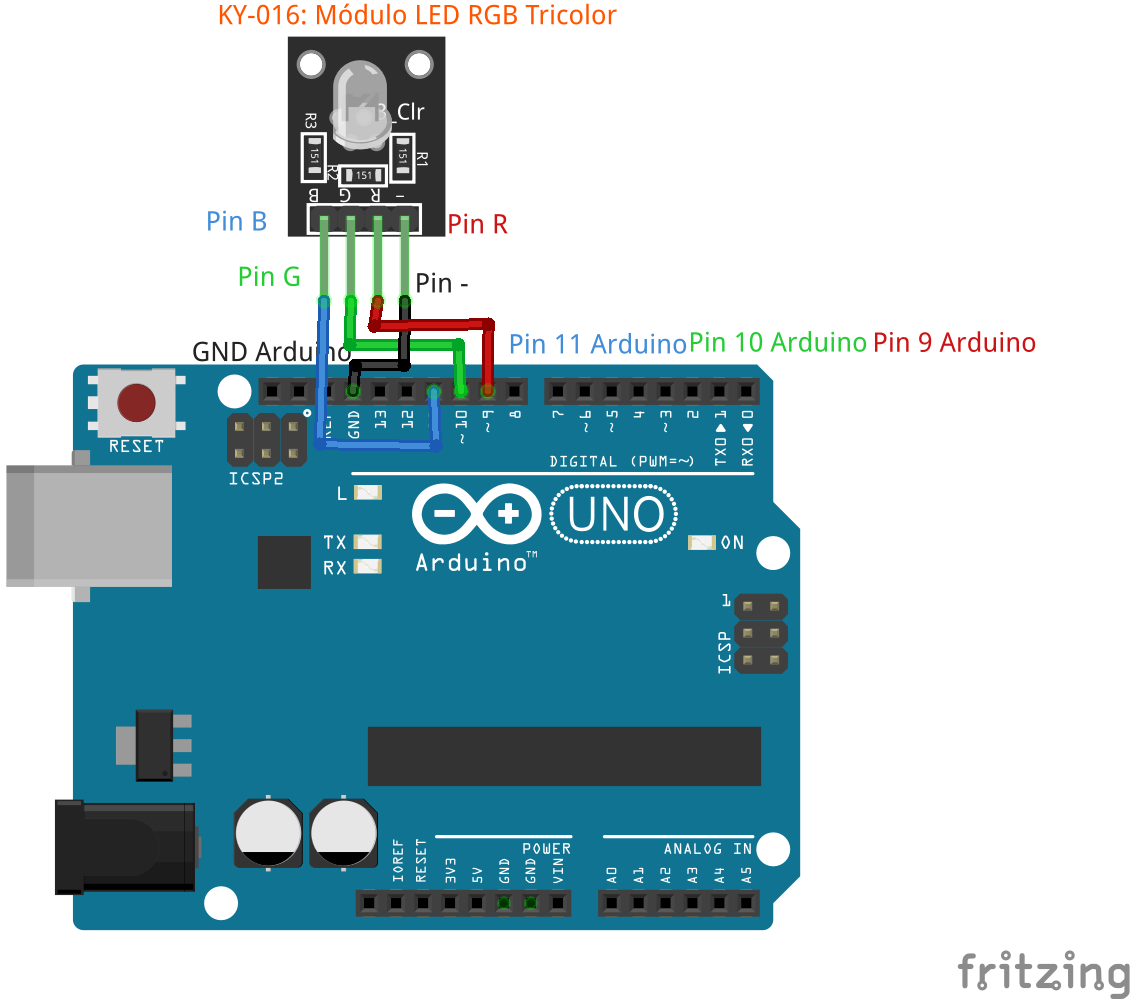 KY-016: Módulo LED RGB Tricolor
_Clr
R3
R1
R2
151
151
151
B G R -
Pin B
Pin R
Pin G
Pin -
GND Arduino
Pin 11 Arduino
Pin 10 Arduino
Pin 9 Arduino
RESET
ICSP2
GND
13
12
~10
~9
8
7
~6
~5
4
~3
2
TX0▶1
RX0◀0
DIGITAL (PWM=~)
L
TX
RX
UNO
Arduino™
ON
1
ICSP
POWER
ANALOG IN
IOREF
RESET
3V3
5V
GND
GND
VIN
A0
A1
A2
A3
A4
A5
fritzing